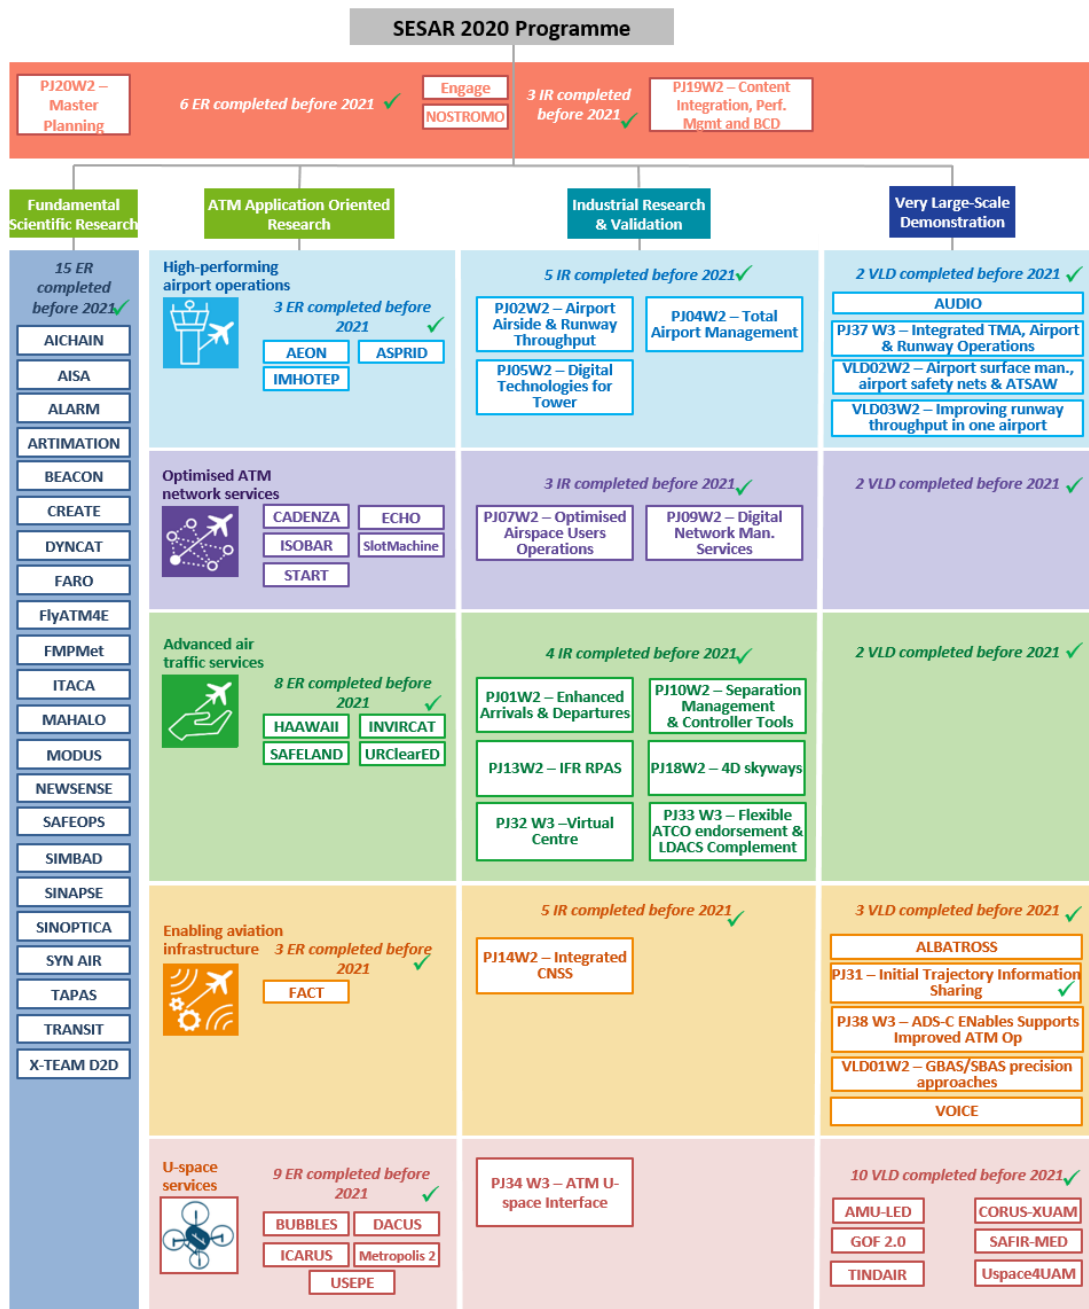 SESAR 2020 Programme
PJ20W2 –
Master
Planning
6 ER completed before 2021
Engage
NOSTROMO
3 IR completed
before 2021
PJ19W2 – Content
Integration, Perf.
Mgmt and BCD
Fundamental
Scientific Research
ATM Application Oriented
Research
Industrial Research
& Validation
Very Large-Scale
Demonstration
15 ER
completed
before 2021
AICHAIN
AISA
ALARM
ARTIMATION
BEACON
CREATE
DYNCAT
FARO
FlyATM4E
FMPMet
ITACA
MAHALO
MODUS
NEWSENSE
SAFEOPS
SIMBAD
SINAPSE
SINOPTICA
SYN AIR
TAPAS
TRANSIT
X-TEAM D2D
High-performing
airport operations
3 ER completed before
2021
AEON
ASPRID
IMHOTEP
5 IR completed before 2021
PJ02W2 – Airport
Airside & Runway
Throughput
PJ04W2 – Total
Airport Management
PJ05W2 – Digital
Technologies for
Tower
2 VLD completed before 2021
AUDIO
PJ37 W3 – Integrated TMA, Airport
& Runway Operations
VLD02W2 – Airport surface man.,
airport safety nets & ATSAW
VLD03W2 – Improving runway
throughput in one airport
Optimised ATM
network services
CADENZA
ECHO
ISOBAR
SlotMachine
START
3 IR completed before 2021
PJ07W2 – Optimised
Airspace Users
Operations
PJ09W2 – Digital
Network Man.
Services
2 VLD completed before 2021
Advanced air
traffic services
8 ER completed before
2021
HAAWAII
INVIRCAT
SAFELAND
URClearED
4 IR completed before 2021
PJ01W2 – Enhanced
Arrivals & Departures
PJ10W2 – Separation
Management
& Controller Tools
PJ13W2 – IFR RPAS
PJ18W2 – 4D skyways
PJ32 W3 –Virtual
Centre
PJ33 W3 – Flexible
ATCO endorsement &
LDACS Complement
2 VLD completed before 2021
Enabling aviation
infrastructure
3 ER completed before
2021
FACT
5 IR completed before 2021
PJ14W2 – Integrated
CNSS
3 VLD completed before 2021
ALBATROSS
PJ31 – Initial Trajectory Information
Sharing
PJ38 W3 – ADS-C ENables Supports
Improved ATM Op
VLD01W2 – GBAS/SBAS precision
approaches
VOICE
U-space
services
9 ER completed before
2021
BUBBLES
DACUS
ICARUS
Metropolis 2
USEPE
PJ34 W3 – ATM U-
space Interface
10 VLD completed before 2021
AMU-LED
CORUS-XUAM
GOF 2.0
SAFIR-MED
TINDAIR
Uspace4UAM